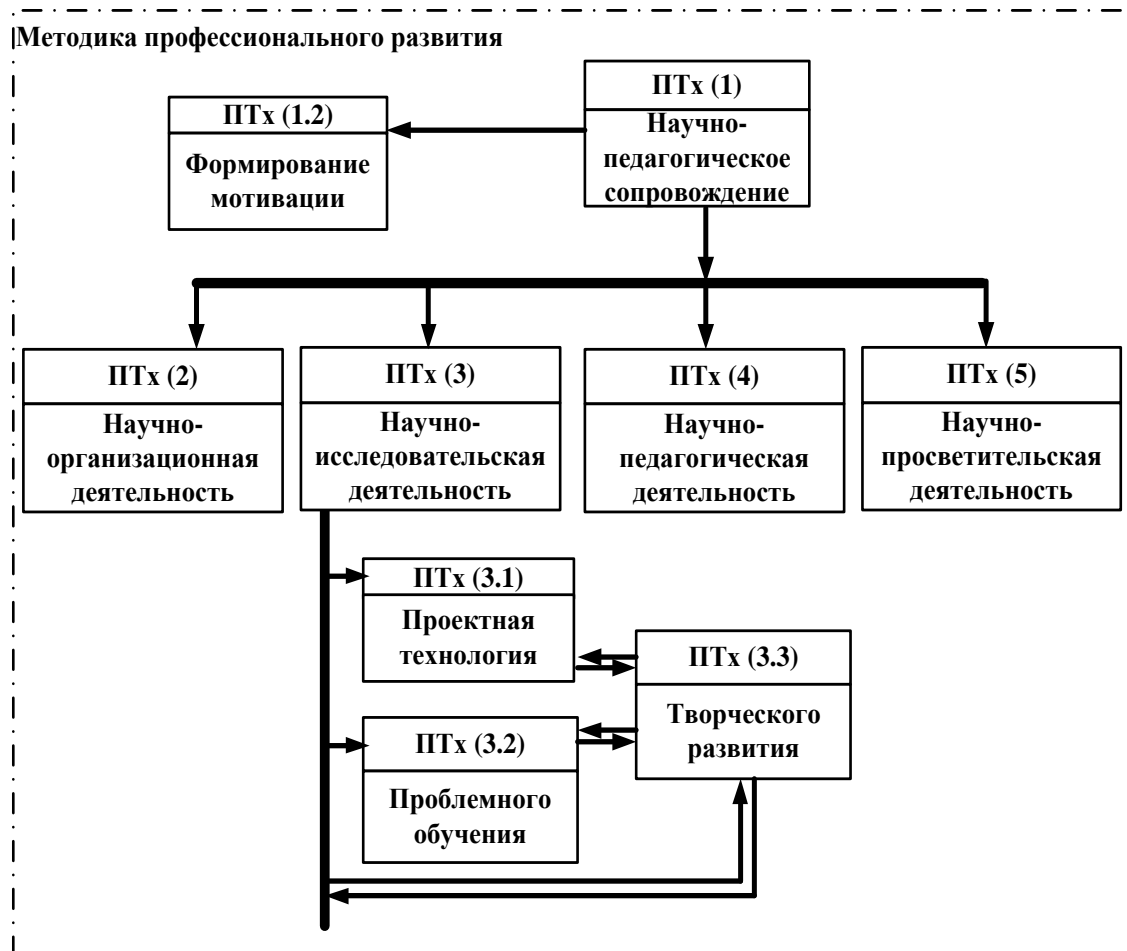 Методика профессионального развития
ПТх (1)
Научно-
педагогическое
сопровождение
ПТх (1.2)
Формирование
мотивации
ПТх (2)
Научно-
организационная
деятельность
ПТх (3)
Научно-
исследовательская
деятельность
ПТх (4)
Научно-
педагогическая
деятельность
ПТх (5)
Научно-
просветительская
деятельность
ПТх (3.1)
Проектная
технология
ПТх (3.3)
Творческого
развития
ПТх (3.2)
Проблемного
обучения